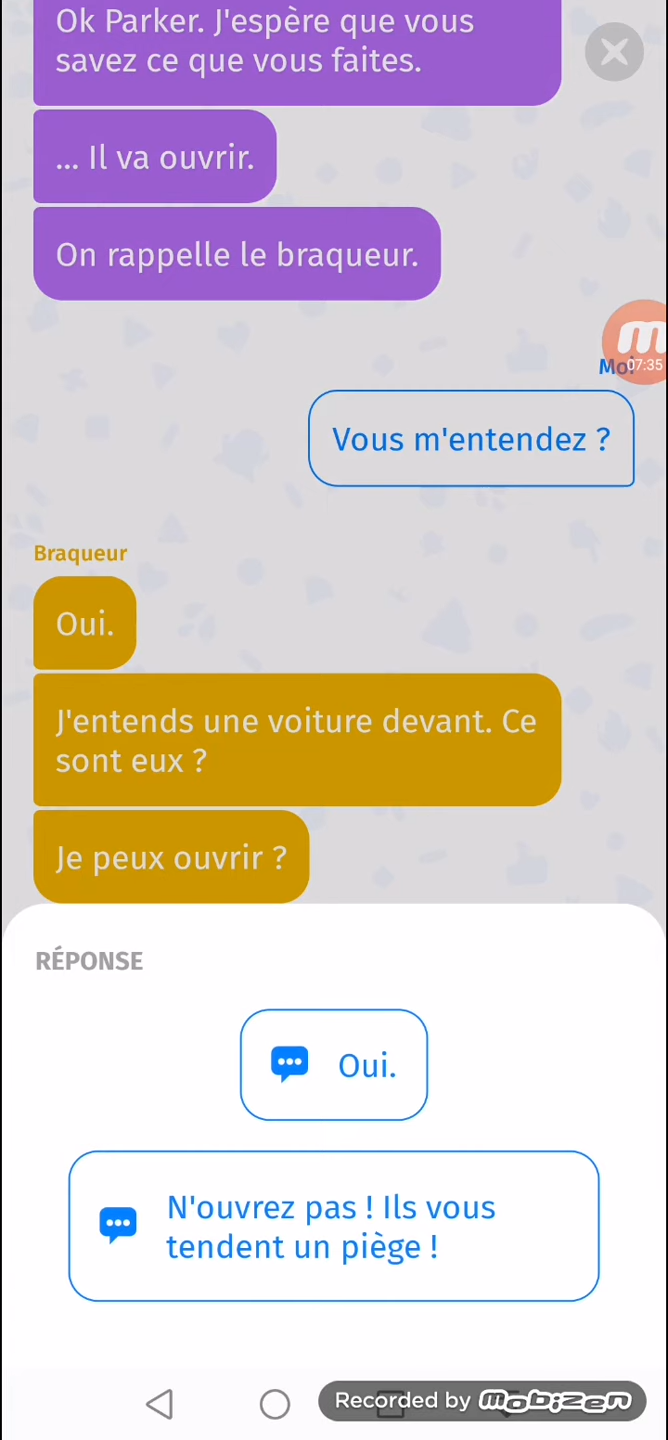 Ok Parker. J'espère que vous
savez ce que vous faites.
... Il va ouvrir.
On rappelle le braqueur.
Moi
07:35
Vous m'entendez ?
Braqueur
Oui.
J'entends une voiture devant. Ce
sont eux ?
Je peux ouvrir ?
RÉPONSE
Oui.
N'ouvrez pas ! Ils vous
tendent un piège !
Recorded by mobizen